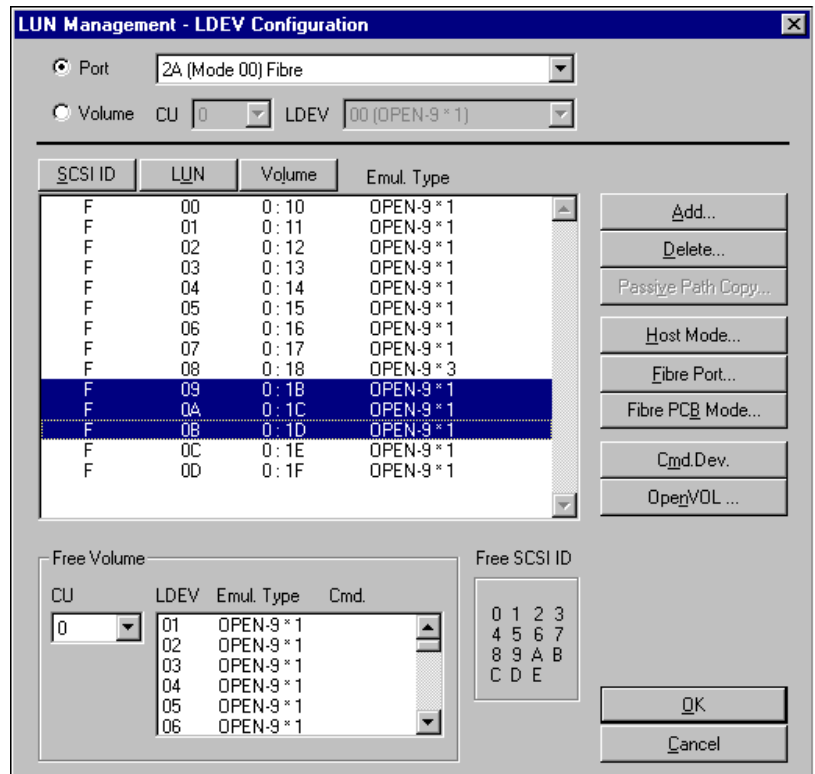 LUN Management - LDEV Configuration
Port 2A (Mode 00) Fibre
Volume CU 0 LDEV 00 (OPEN-9 * 1)
SCSI ID LUN Volume Emul. Type
F 00 0 : 10 OPEN-9 * 1
F 01 0 : 11 OPEN-9 * 1
F 02 0 : 12 OPEN-9 * 1
F 03 0 : 13 OPEN-9 * 1
F 04 0 : 14 OPEN-9 * 1
F 05 0 : 15 OPEN-9 * 1
F 06 0 : 16 OPEN-9 * 1
F 07 0 : 17 OPEN-9 * 1
F 08 0 : 18 OPEN-9 * 3
F 09 0 : 1B OPEN-9 * 1
F 0A 0 : 1C OPEN-9 * 1
F 0B 0 : 1D OPEN-9 * 1
F 0C 0 : 1E OPEN-9 * 1
F 0D 0 : 1F OPEN-9 * 1
Add...
Delete...
Passive Path Copy...
Host Mode...
Fibre Port...
Fibre PCB Mode...
Cmd.Dev.
OpenVOL ...
Free Volume
CU LDEV Emul. Type Cmd.
0
01 OPEN-9 * 1
02 OPEN-9 * 1
03 OPEN-9 * 1
04 OPEN-9 * 1
05 OPEN-9 * 1
06 OPEN-9 * 1
Free SCSI ID
0 1 2 3
4 5 6 7
8 9 A B
C D E
OK
Cancel